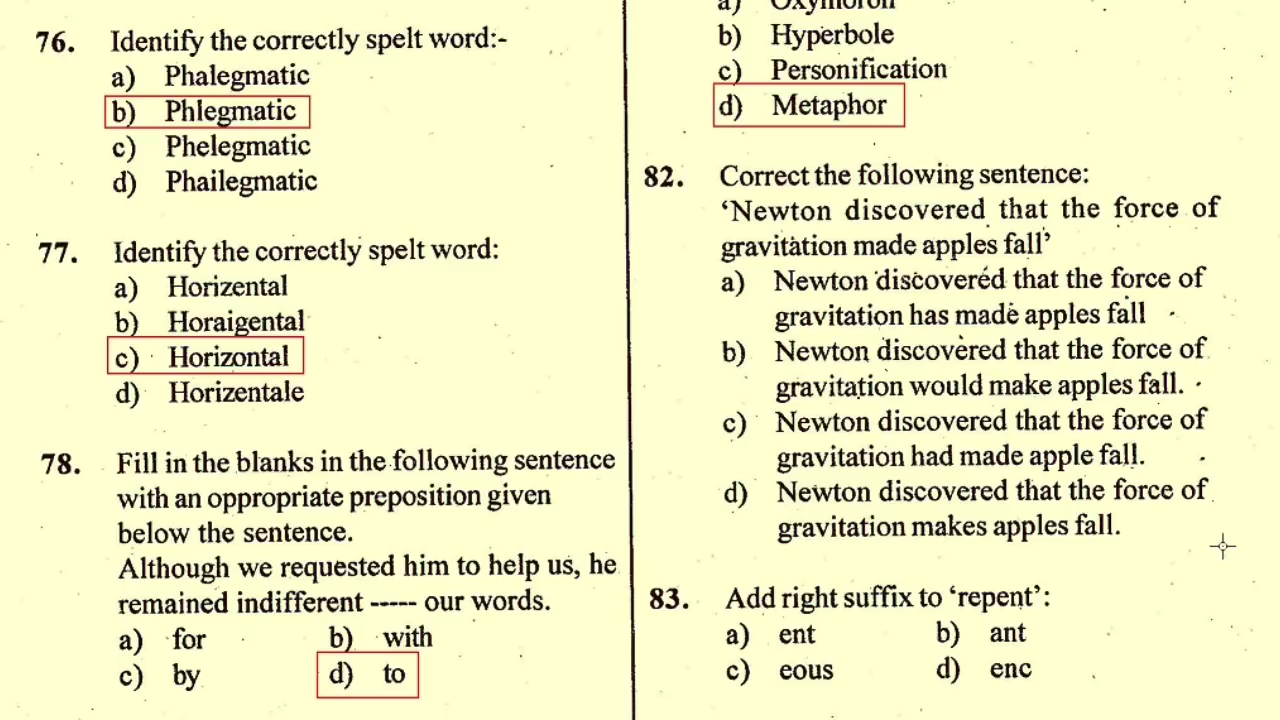 76. Identify the correctly spelt word:-
a) Phalegmatic
b) Phlegmatic
c) Phelegmatic
d) Phailegmatic
77. Identify the correctly spelt word:
a) Horizental
b) Horaigental
c) Horizontal
d) Horizentale
78. Fill in the blanks in the following sentence
with an oppropriate preposition given
below the sentence.
Although we requested him to help us, he
remained indifferent ----- our words.
a) for b) with
c) by d) to
a) Oxymoron
b) Hyperbole
c) Personification
d) Metaphor
82. Correct the following sentence:
‘Newton discovered that the force of
gravitation made apples fall’
a) Newton discovered that the force of
gravitation has made apples fall
b) Newton discovered that the force of
gravitation would make apples fall.
c) Newton discovered that the force of
gravitation had made apple fall.
d) Newton discovered that the force of
gravitation makes apples fall.
83. Add right suffix to ‘repent’:
a) ent b) ant
c) eous d) enc